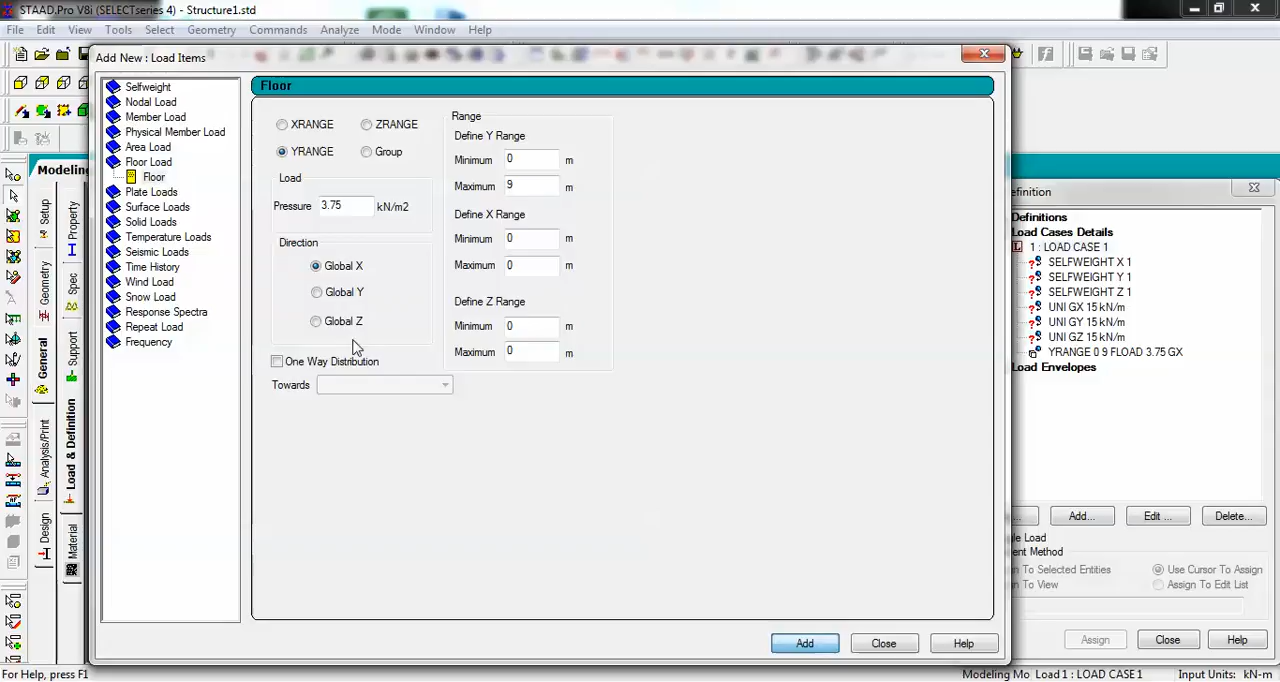 STAAD.Pro V8i (SELECTseries 4) - Structure1.std
File Edit View Tools Select Geometry Commands Analyze Mode Window Help
Add New : Load Items
Selfweight
Nodal Load
Member Load
Physical Member Load
Area Load
Floor Load
Floor
Plate Loads
Surface Loads
Solid Loads
Temperature Loads
Seismic Loads
Time History
Wind Load
Snow Load
Response Spectra
Repeat Load
Frequency
Floor
XRANGE ZRANGE
YRANGE Group
Load
Pressure 3.75 kN/m2
Direction
Global X
Global Y
Global Z
One Way Distribution
Towards
Range
Define Y Range
Minimum 0 m
Maximum 9 m
Define X Range
Minimum 0 m
Maximum 0 m
Define Z Range
Minimum 0 m
Maximum 0 m
Add Close Help
Modeling
Setup
Geometry
General
Analysis/Print
Design
Property
Spec
Support
Load & Definition
Material
efinition
Definitions
Load Cases Details
1 : LOAD CASE 1
SELFWEIGHT X 1
SELFWEIGHT Y 1
SELFWEIGHT Z 1
UNI GX 15 kN/m
UNI GY 15 kN/m
UNI GZ 15 kN/m
YRANGE 0 9 FLOAD 3.75 GX
Load Envelopes
... Add... Edit ... Delete...
le Load
ent Method
n To Selected Entities Use Cursor To Assign
n To View Assign To Edit List
Assign Close Help
For Help, press F1 Modeling Mo Load 1 : LOAD CASE 1 Input Units: kN-m